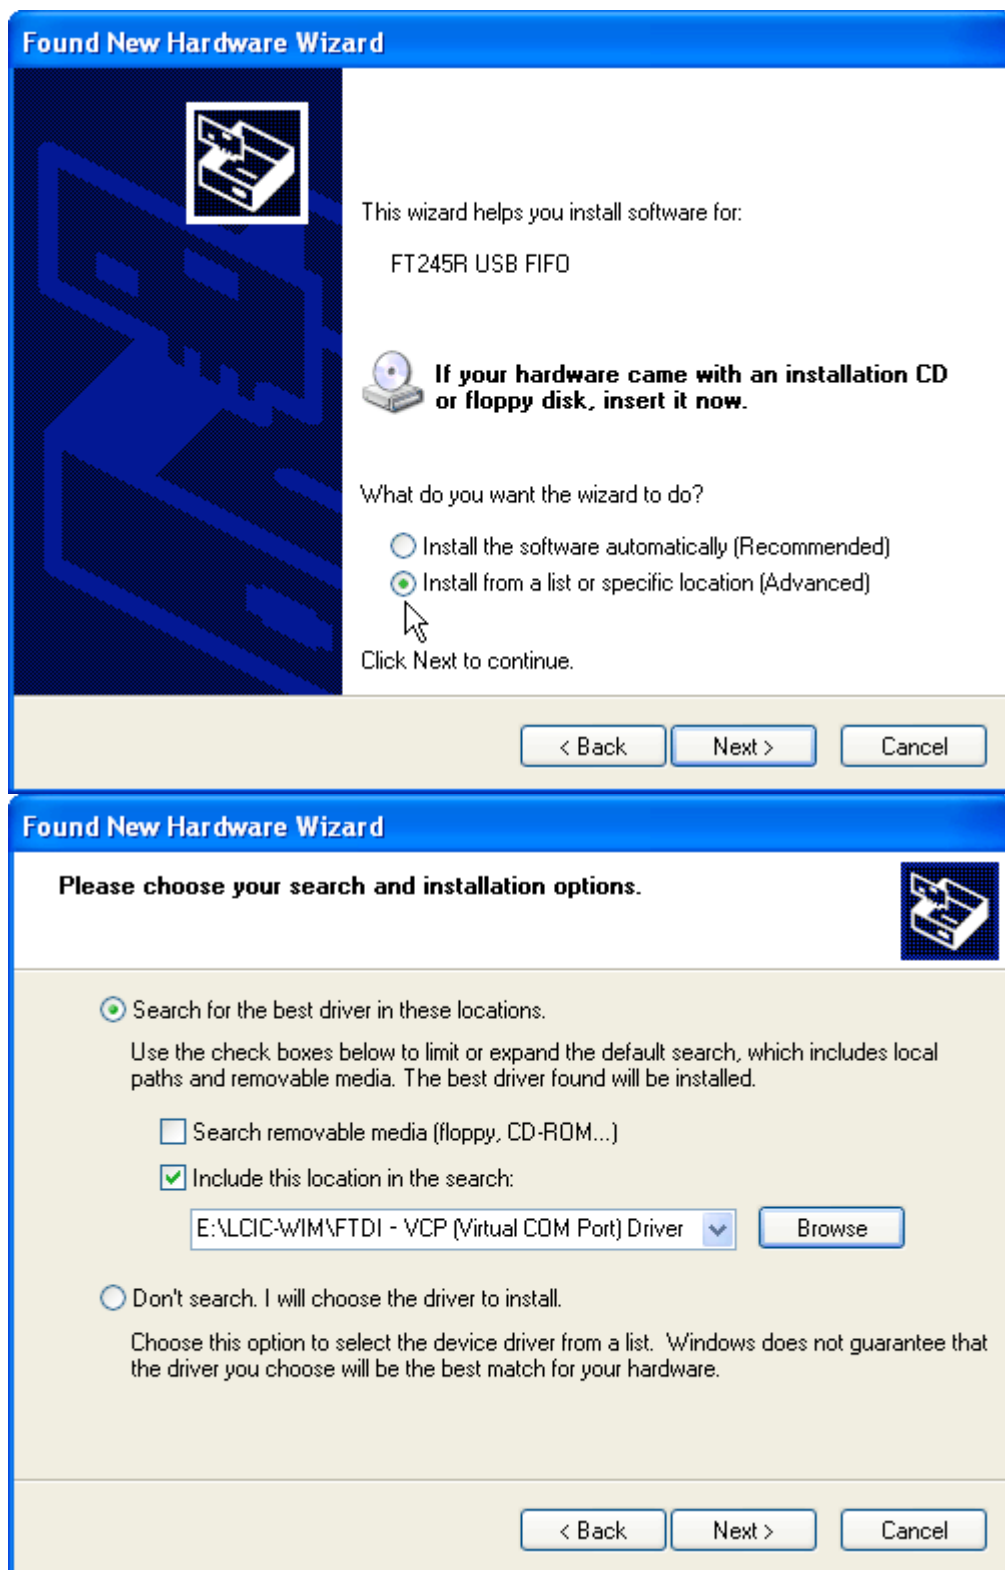 Found New Hardware Wizard
This wizard helps you install software for:
FT245R USB FIFO
If your hardware came with an installation CD
or floppy disk, insert it now.
What do you want the wizard to do?
Install the software automatically (Recommended)
Install from a list or specific location (Advanced)
Click Next to continue.
< Back Next > Cancel
Found New Hardware Wizard
Please choose your search and installation options.
Search for the best driver in these locations.
Use the check boxes below to limit or expand the default search, which includes local
paths and removable media. The best driver found will be installed.
Search removable media (floppy, CD-ROM...)
Include this location in the search:
E:\LCIC-WIM\FTDI - VCP (Virtual COM Port) Driver Browse
Don't search. I will choose the driver to install.
Choose this option to select the device driver from a list. Windows does not guarantee that
the driver you choose will be the best match for your hardware.
< Back Next > Cancel